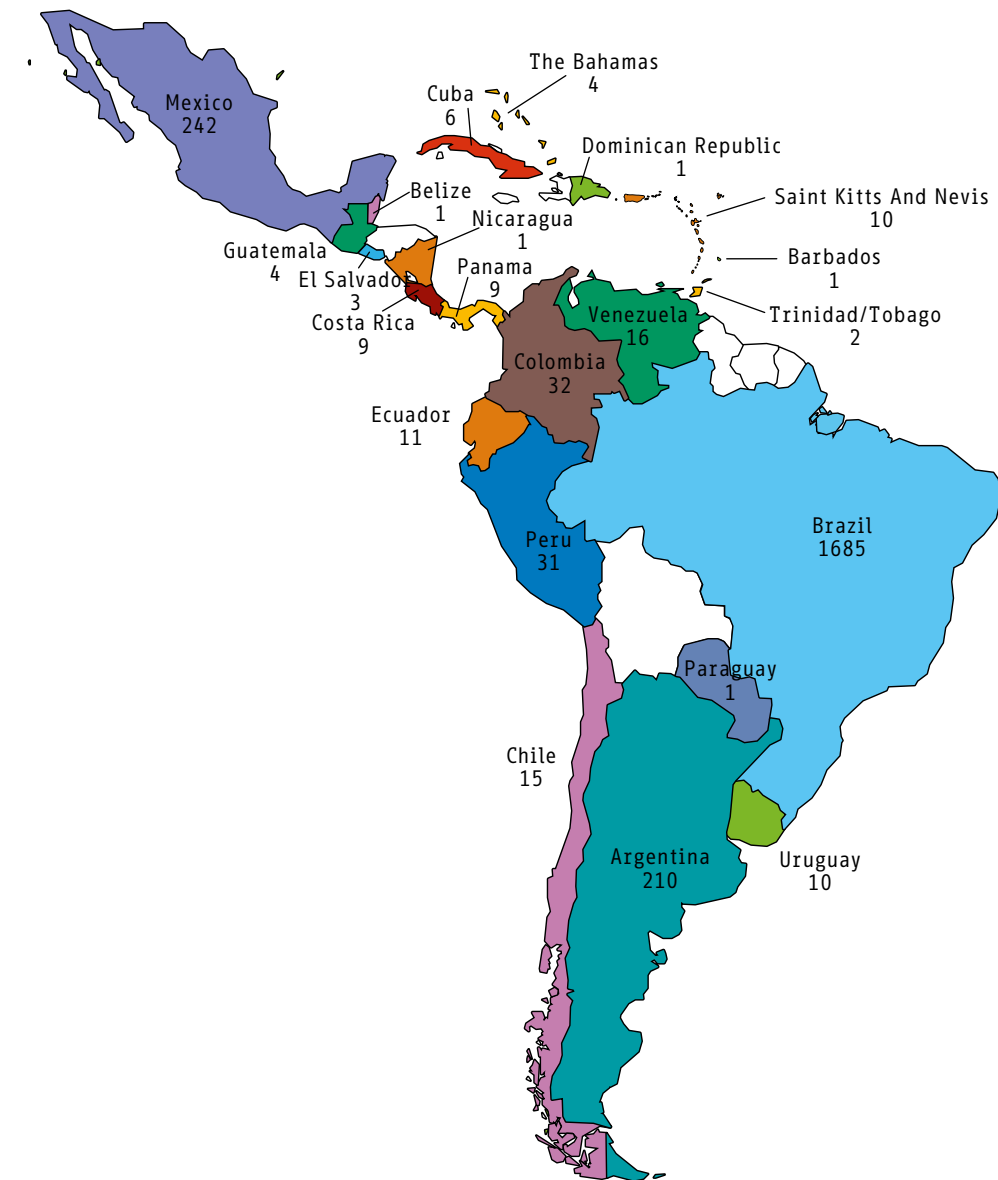 The Bahamas
4
Cuba
6
Mexico
242
Dominican Republic
1
Belize
1
Saint Kitts And Nevis
10
Nicaragua
1
Guatemala
4
El Salvador
3
Panama
9
Barbados
1
Costa Rica
9
Venezuela
16
Trinidad/Tobago
2
Colombia
32
Ecuador
11
Brazil
1685
Peru
31
Paraguay
1
Chile
15
Argentina
210
Uruguay
10